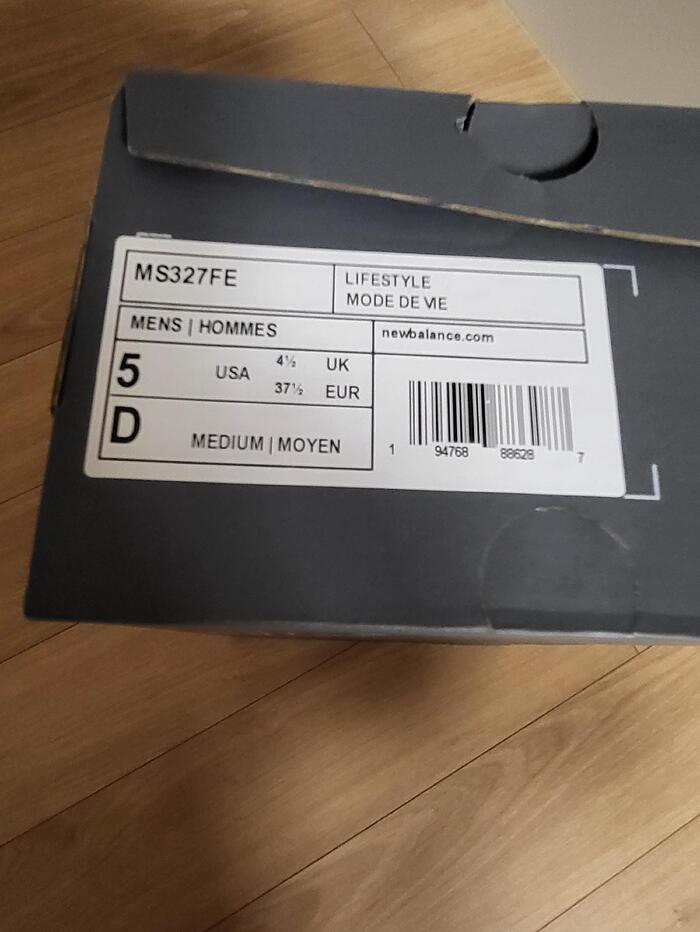 MS327FE
LIFESTYLE
MODE DE VIE
MENS | HOMMES
newbalance.com
5 USA 4½ UK
37½ EUR
D MEDIUM | MOYEN
1 94768 88628 7